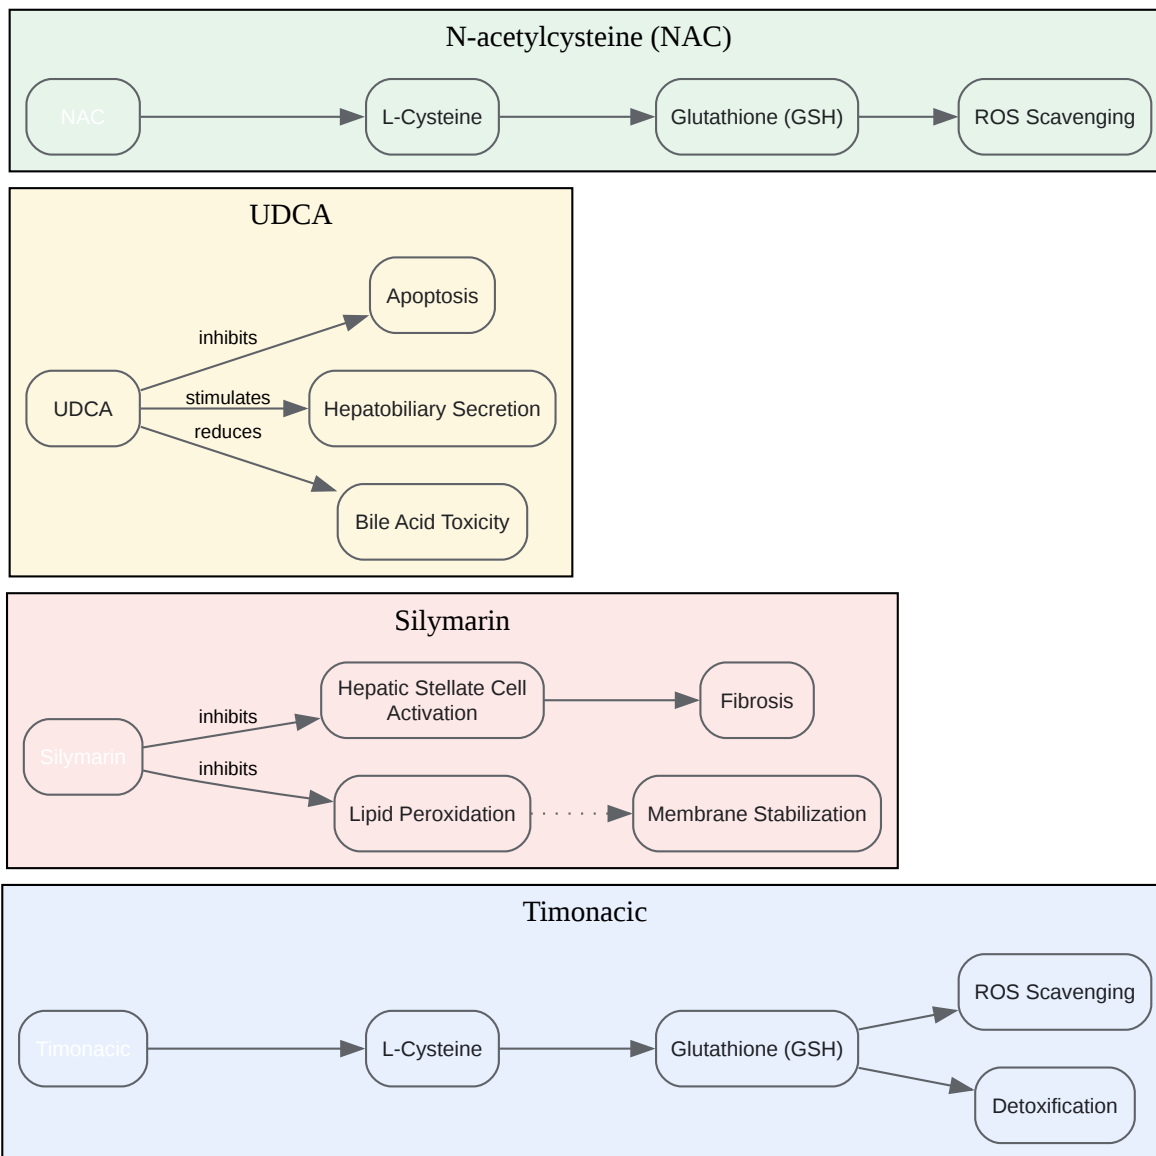 N-acetylcysteine (NAC)
NAC
L-Cysteine
Glutathione (GSH)
ROS Scavenging
UDCA
Apoptosis
inhibits
UDCA
stimulates
Hepatobiliary Secretion
reduces
Bile Acid Toxicity
Silymarin
Hepatic Stellate Cell
Activation
Fibrosis
inhibits
Silymarin
inhibits
Lipid Peroxidation
Membrane Stabilization
Timonacic
ROS Scavenging
Timonacic
L-Cysteine
Glutathione (GSH)
Detoxification